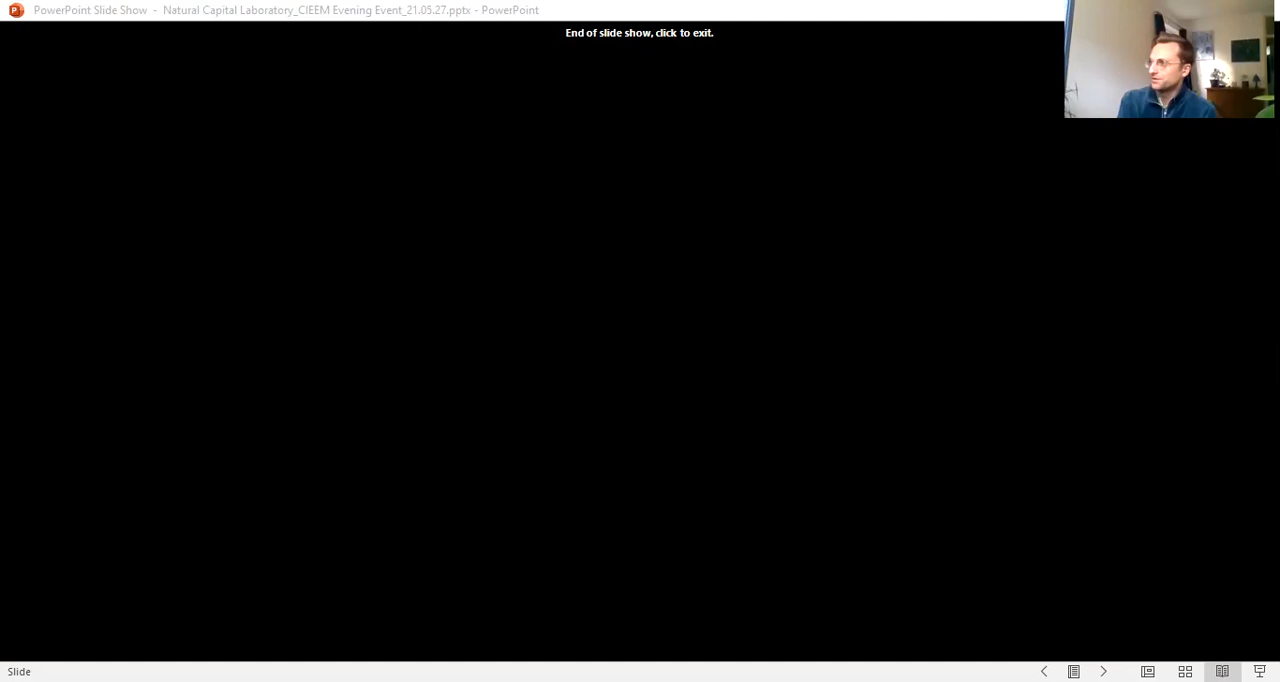 PowerPoint Slide Show - Natural Capital Laboratory_CIEEM Evening Event_21.05.27.pptx - PowerPoint
End of slide show, click to exit.
Slide